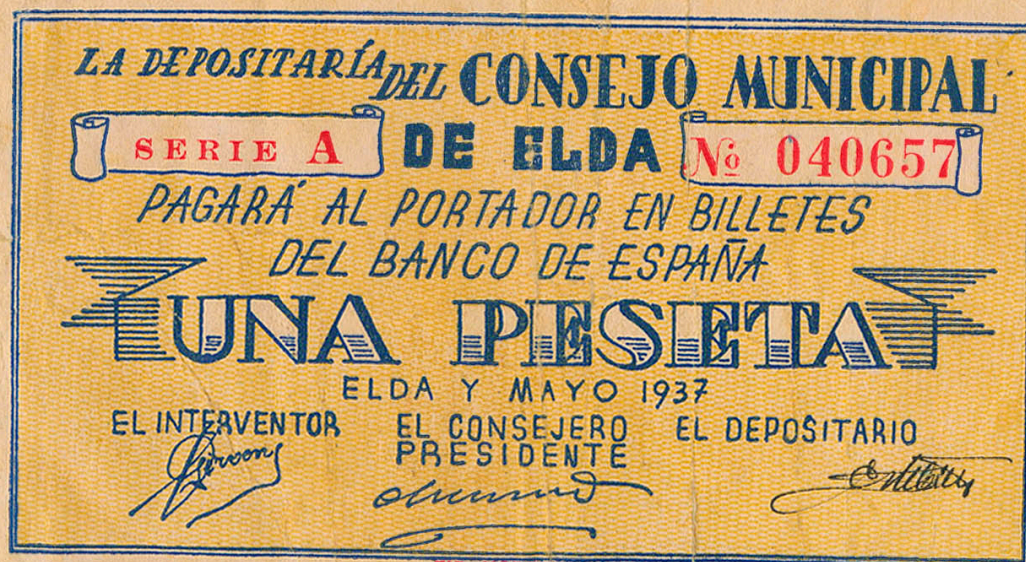 LA DEPOSITARÍA DEL CONSEJO MUNICIPAL
SERIE A DE ELDA Nº 040657
PAGARÁ AL PORTADOR EN BILLETES
DEL BANCO DE ESPAÑA
UNA PESETA
ELDA Y MAYO 1937
EL INTERVENTOR EL CONSEJERO EL DEPOSITARIO
PRESIDENTE